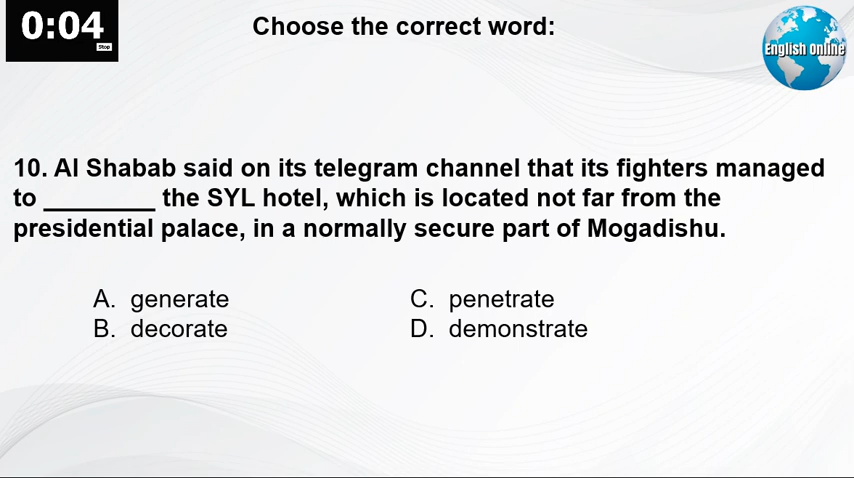 0:04
Stop
Choose the correct word:
English Online
10. Al Shabab said on its telegram channel that its fighters managed
to ________ the SYL hotel, which is located not far from the
presidential palace, in a normally secure part of Mogadishu.
A. generate
B. decorate
C. penetrate
D. demonstrate